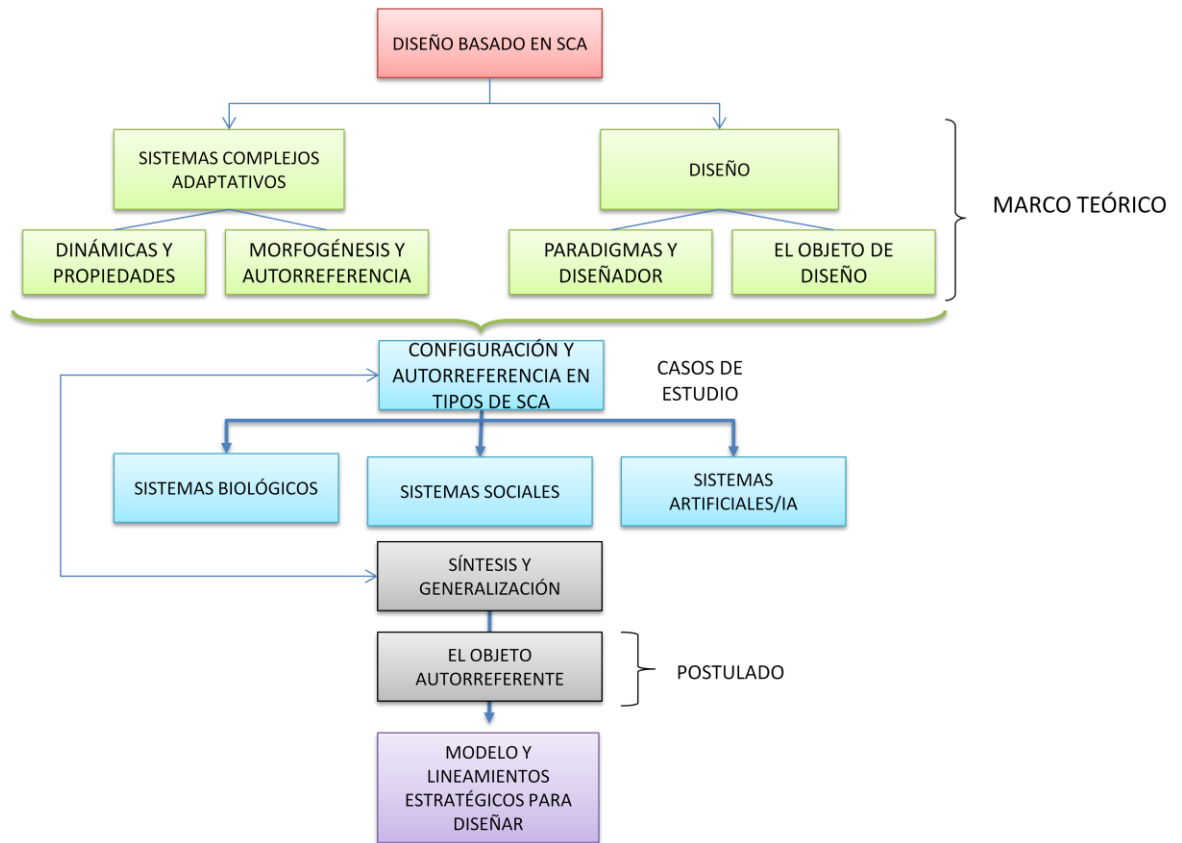 DISEÑO BASADO EN SCA
SISTEMAS COMPLEJOS
ADAPTATIVOS
DISEÑO
MARCO TEÓRICO
DINÁMICAS Y
PROPIEDADES
MORFOGÉNESIS Y
AUTORREFERENCIA
PARADIGMAS Y
DISEÑADOR
EL OBJETO DE
DISEÑO
CONFIGURACIÓN Y
AUTORREFERENCIA EN
TIPOS DE SCA
CASOS DE
ESTUDIO
SISTEMAS BIOLÓGICOS
SISTEMAS SOCIALES
SISTEMAS
ARTIFICIALES/IA
SÍNTESIS Y
GENERALIZACIÓN
EL OBJETO
AUTORREFERENTE
POSTULADO
MODELO Y
LINEAMIENTOS
ESTRATÉGICOS PARA
DISEÑAR